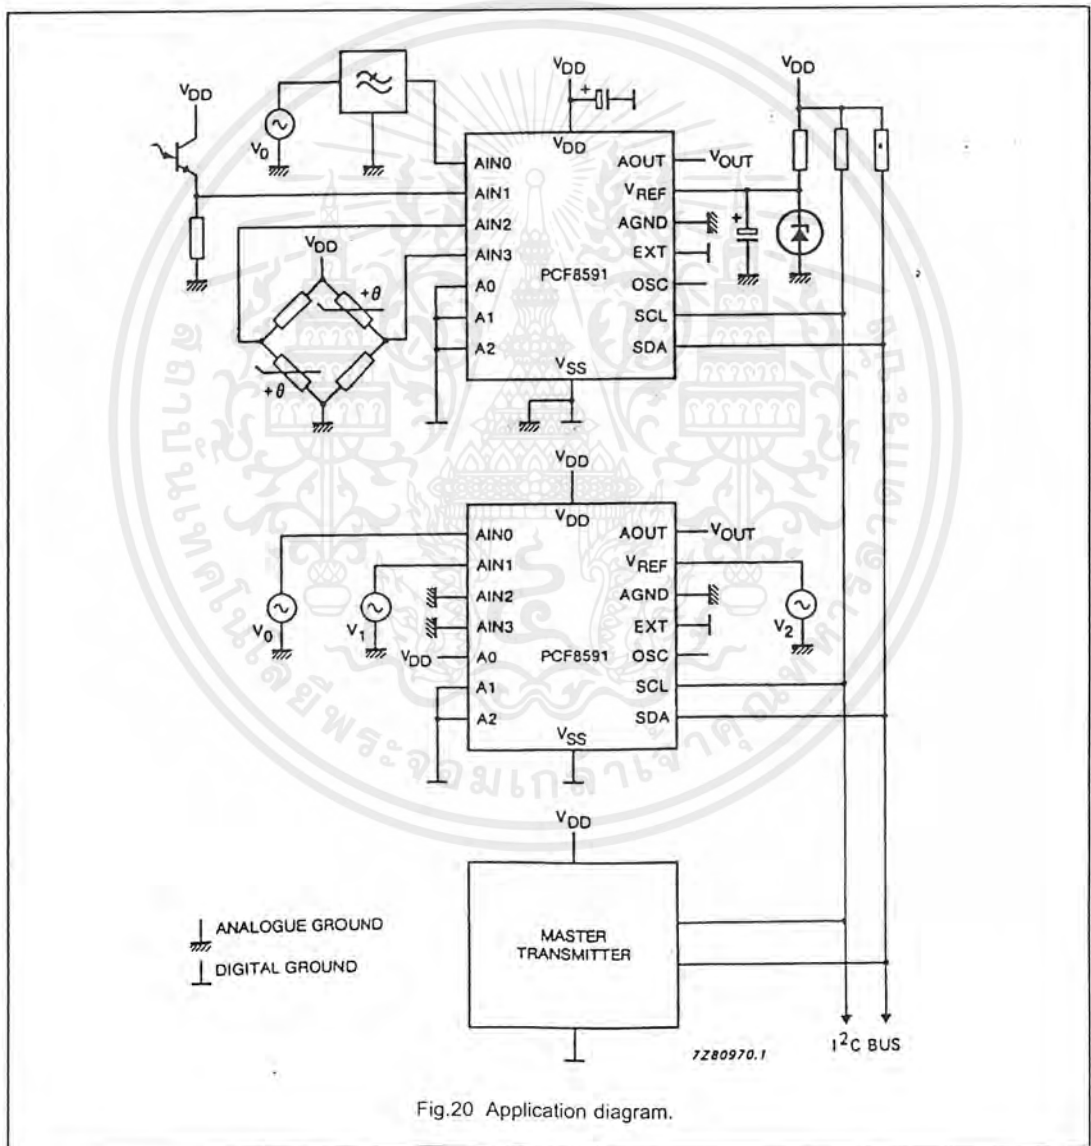 VDD
V0
VDD
AIN0
AIN1
AIN2
AIN3
A0
A1
A2
VDD
PCF8591
VSS
AOUT
VREF
AGND
EXT
OSC
SCL
SDA
VOUT
VDD
VDD
+
+
+θ
+θ
VDD
VDD
AIN0
AIN1
AIN2
AIN3
A0
A1
A2
PCF8591
VSS
AOUT
VREF
AGND
EXT
OSC
SCL
SDA
VOUT
V0
V1
VDD
V2
VDD
MASTER
TRANSMITTER
ANALOGUE GROUND
DIGITAL GROUND
7Z80970.1
I²C BUS
Fig.20 Application diagram.